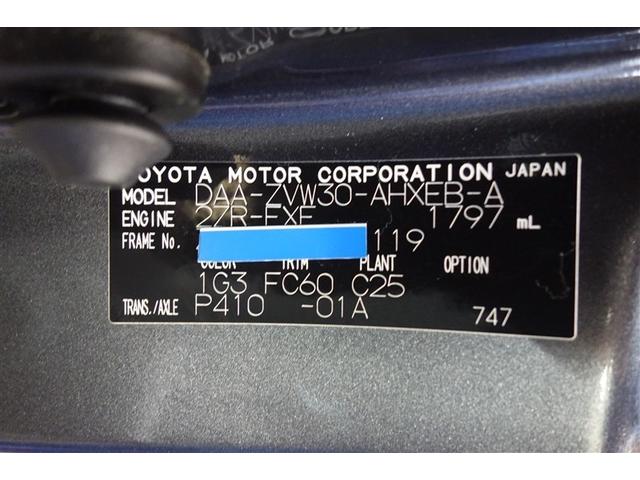 TOYOTA MOTOR CORPORATION JAPAN
MODEL DAA-ZVW30-AHXEB-A
ENGINE 2ZR-FXE 1797 mL
FRAME No. 119
COLOR TRIM PLANT OPTION
1G3 FC60 C25
TRANS./AXLE P410 -01A 747